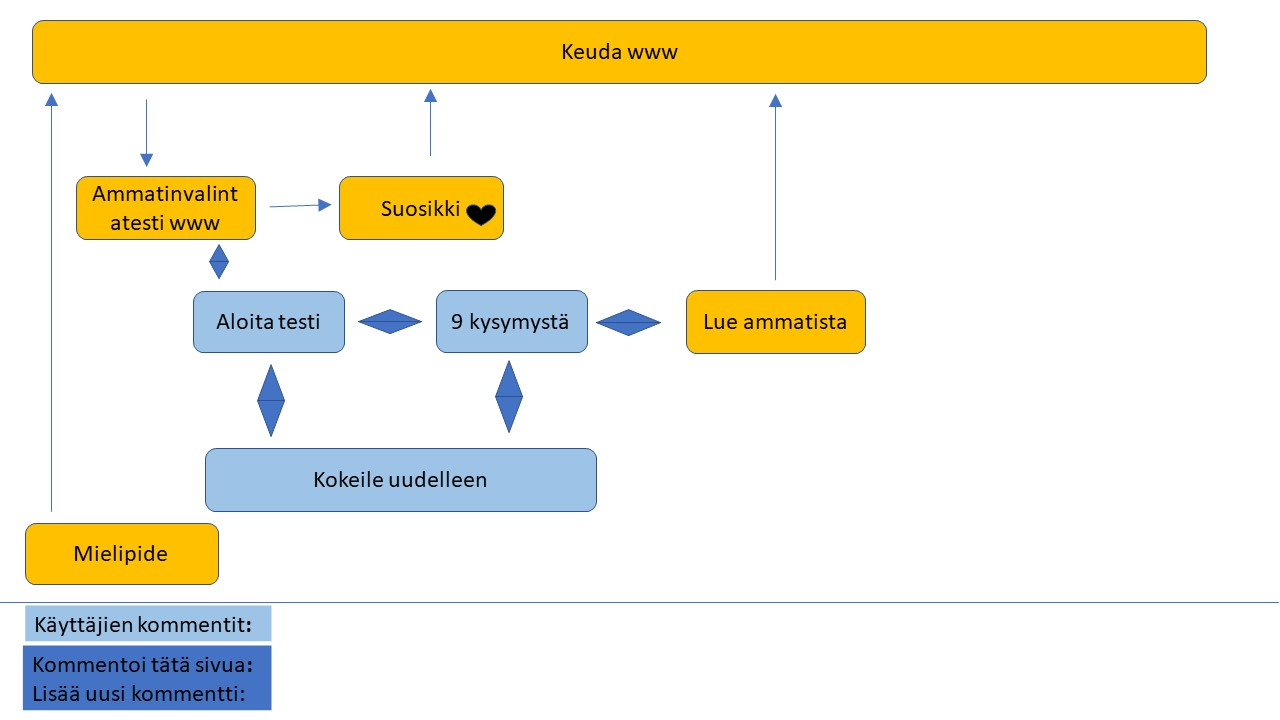 Keuda www
Ammatinvalint
atesti www
Suosikki
Aloita testi
9 kysymystä
Lue ammatista
Kokeile uudelleen
Mielipide
Käyttäjien kommentit:
Kommentoi tätä sivua:
Lisää uusi kommentti: